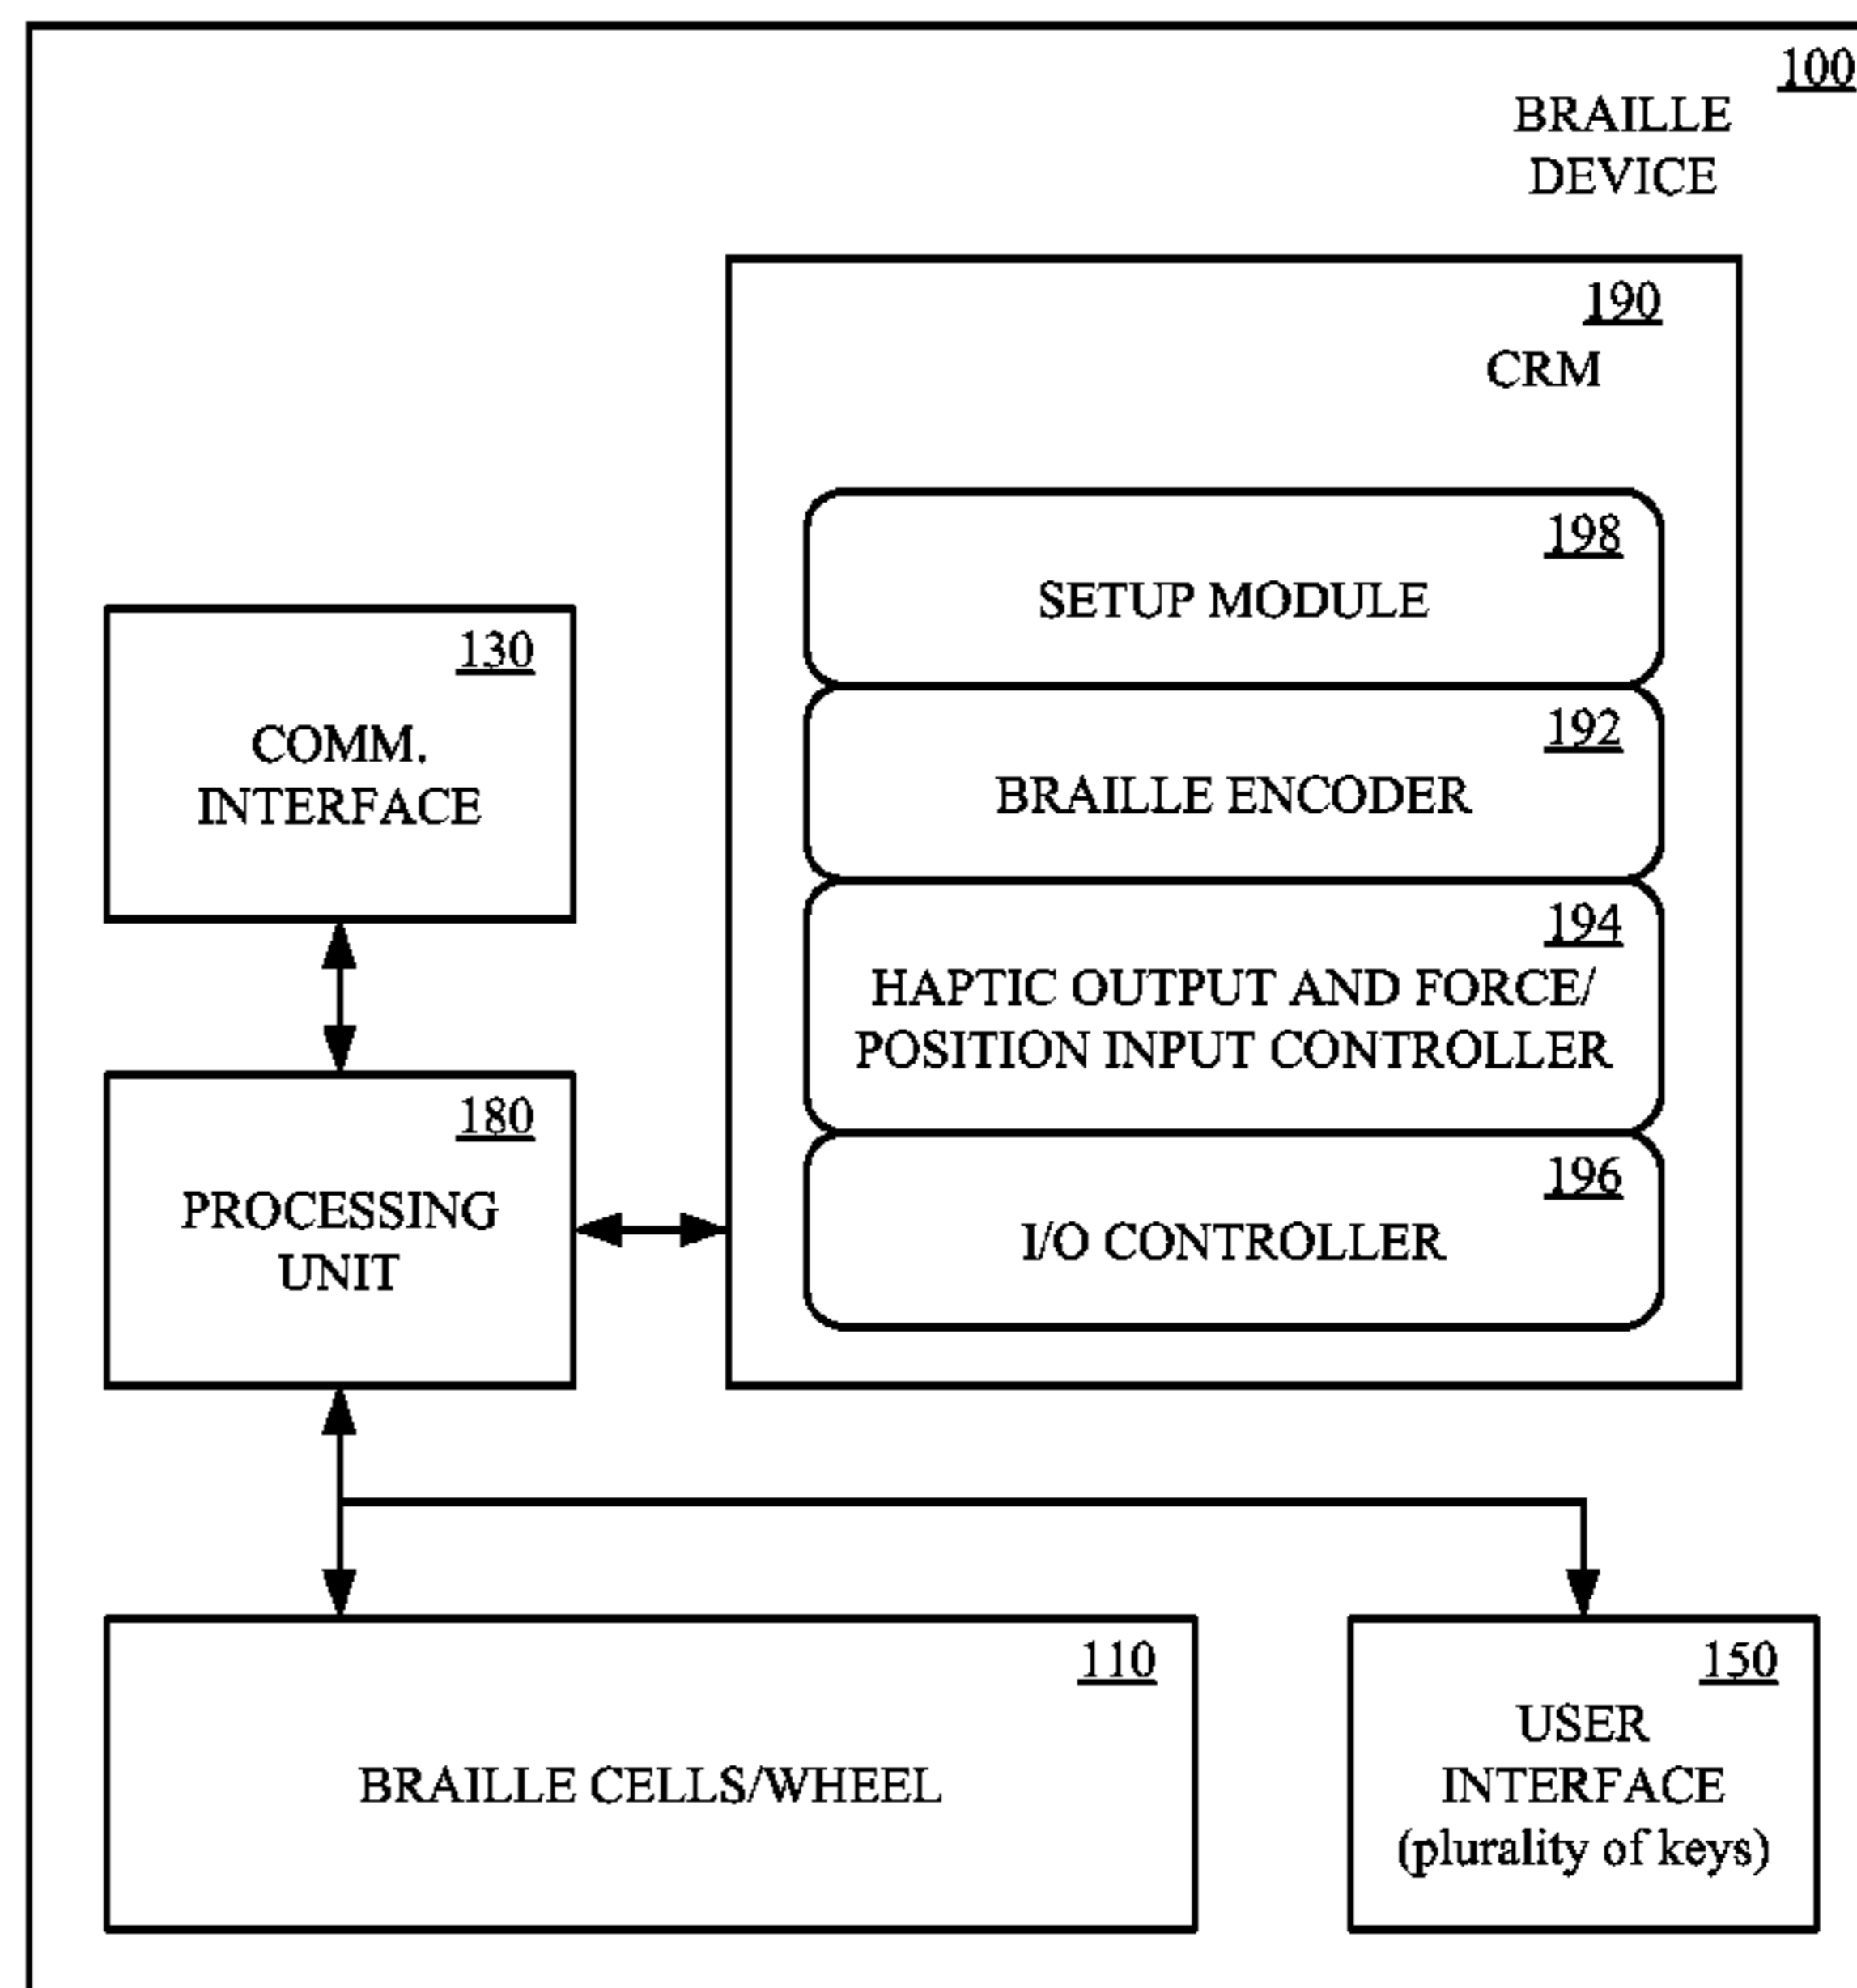 100
BRAILLE
DEVICE
190
CRM
198
SETUP MODULE
192
BRAILLE ENCODER
194
HAPTIC OUTPUT AND FORCE/
POSITION INPUT CONTROLLER
196
I/O CONTROLLER
130
COMM.
INTERFACE
180
PROCESSING
UNIT
110
BRAILLE CELLS/WHEEL
150
USER
INTERFACE
(plurality of keys)